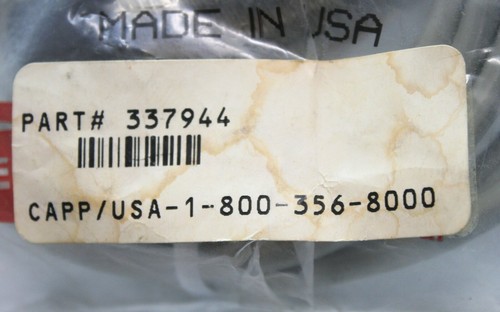 MADE IN USA
PART# 337944
CAPP/USA-1-800-356-8000